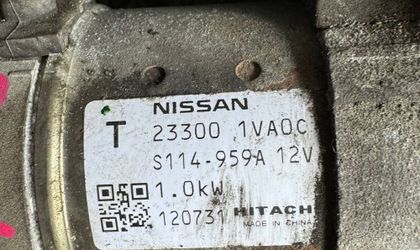 NISSAN
T 23300 1VA0C
S114-959A 12V
1.0kW
120731 HITACHI
MADE IN CHINA